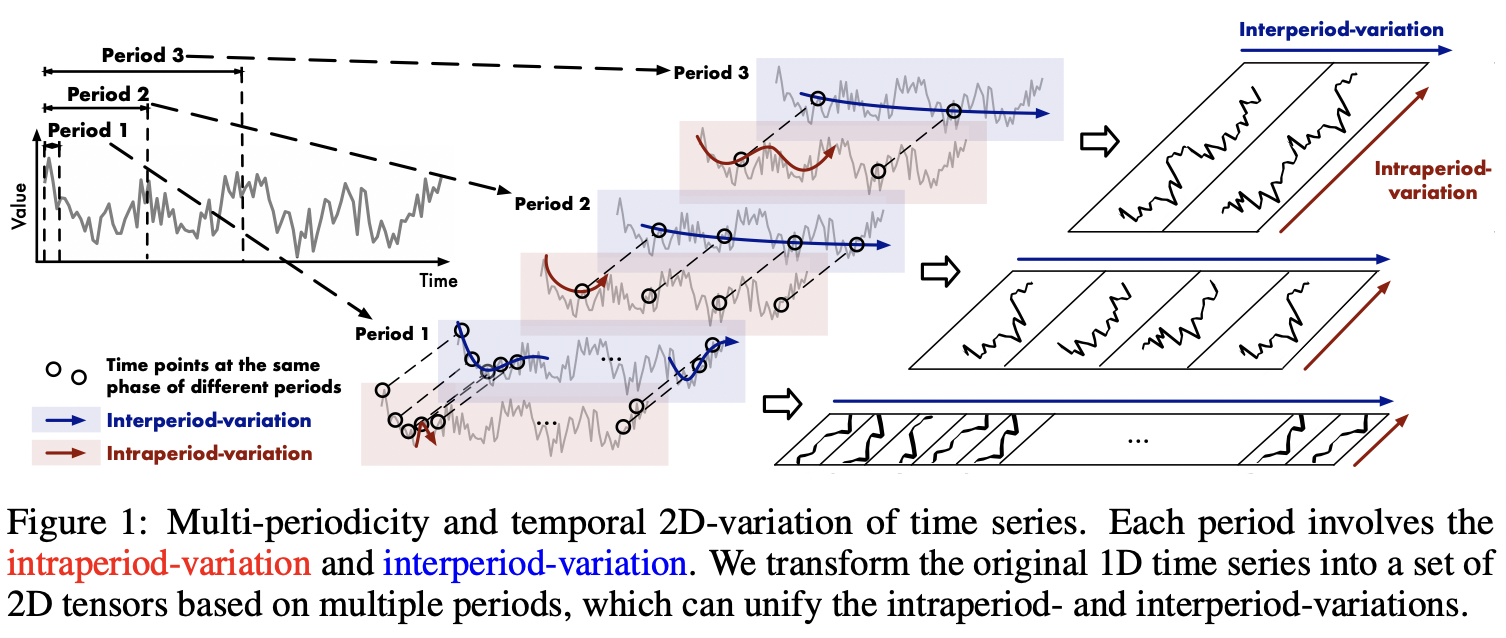 Period 3
Period 2
Period 1
Value
Time
Period 3
Period 2
Period 1
...
...
Interperiod-variation
Intraperiod-
variation
...
Time points at the same
phase of different periods
Interperiod-variation
Intraperiod-variation
Figure 1: Multi-periodicity and temporal 2D-variation of time series. Each period involves the
intraperiod-variation and interperiod-variation. We transform the original 1D time series into a set of
2D tensors based on multiple periods, which can unify the intraperiod- and interperiod-variations.